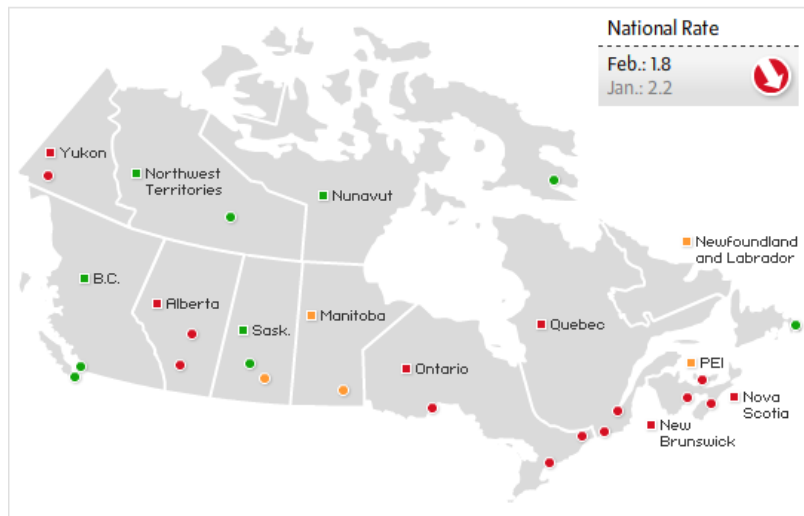 National Rate
Feb.: 1.8
Jan.: 2.2
Yukon
Northwest
Territories
Nunavut
Newfoundland
and Labrador
B.C.
Alberta
Manitoba
Sask.
Quebec
Ontario
PEI
Nova
Scotia
New
Brunswick